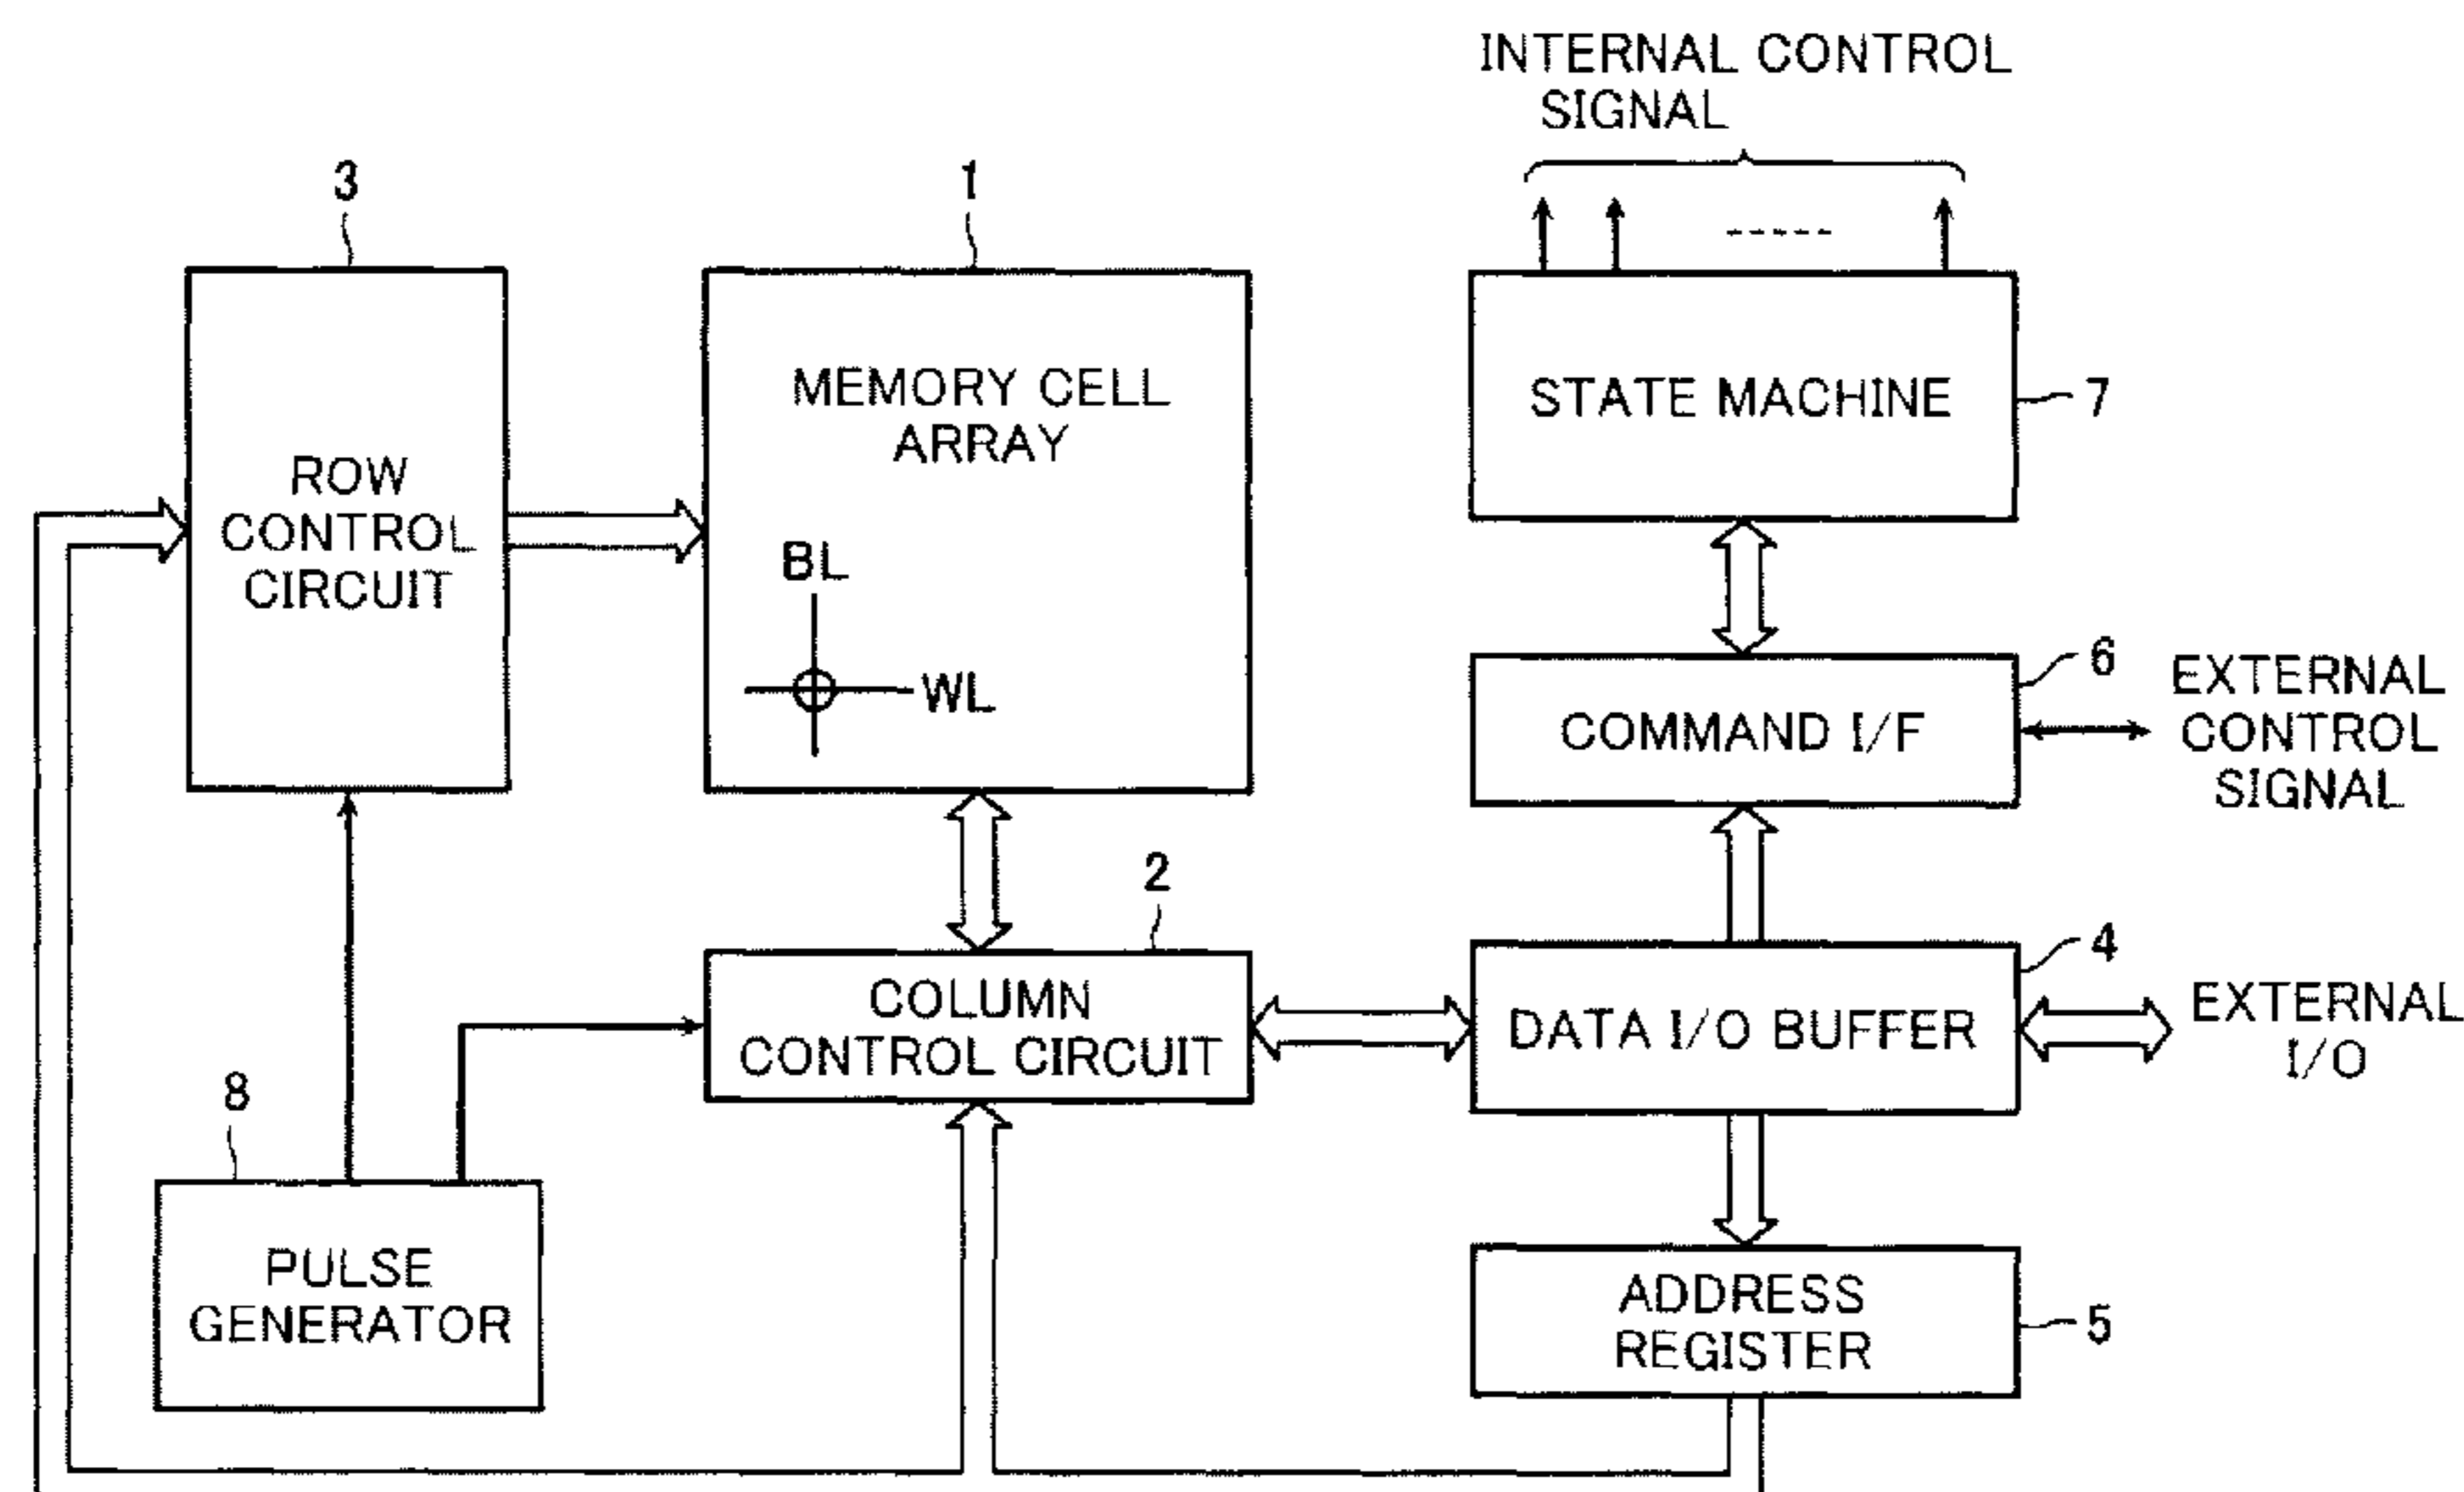 INTERNAL CONTROL
SIGNAL
3
1
ROW
CONTROL
CIRCUIT
MEMORY CELL
ARRAY
BL
WL
STATE MACHINE
7
COMMAND I/F
6
EXTERNAL
CONTROL
SIGNAL
2
COLUMN
CONTROL CIRCUIT
DATA I/O BUFFER
4
EXTERNAL
I/O
8
PULSE
GENERATOR
ADDRESS
REGISTER
5